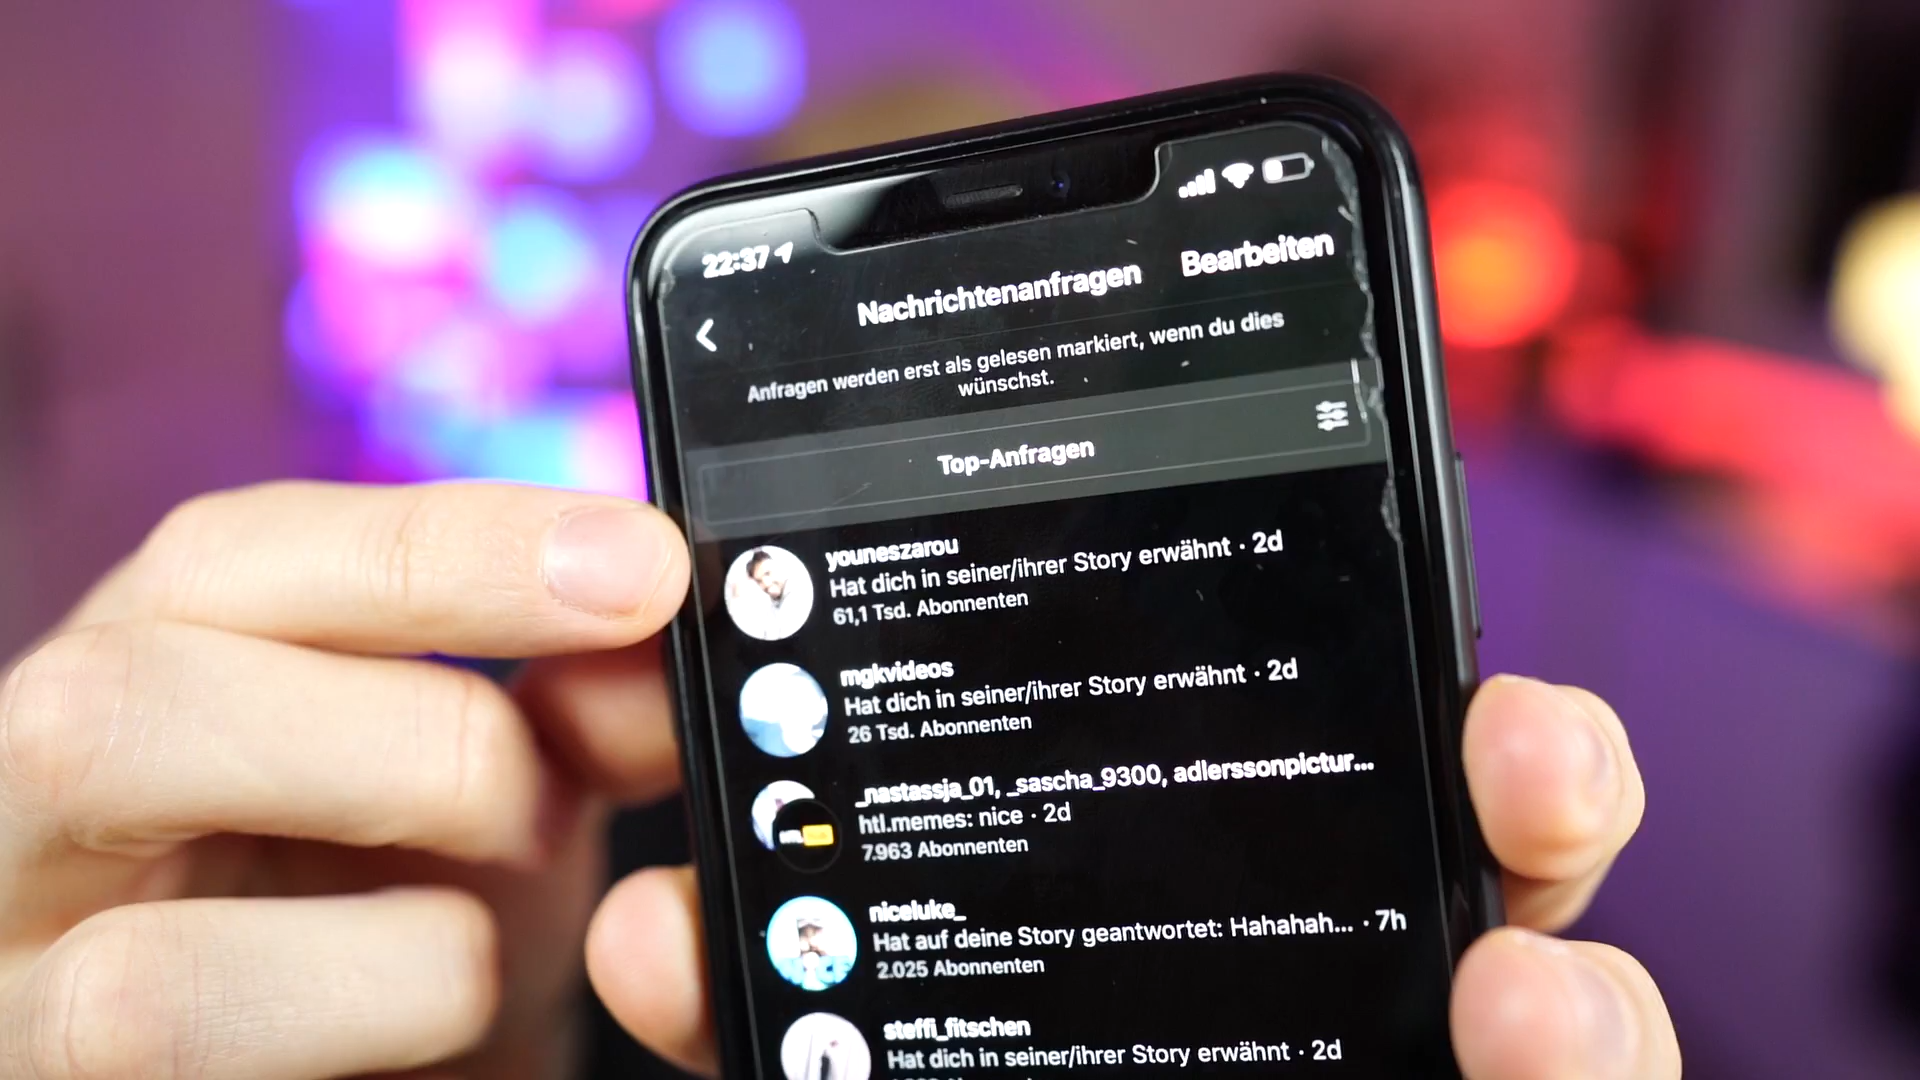 22:37
Nachrichtenanfragen
Bearbeiten
Anfragen werden erst als gelesen markiert, wenn du dies
wünschst.
Top-Anfragen
youneszarou
Hat dich in seiner/ihrer Story erwähnt · 2d
61,1 Tsd. Abonnenten
mgkvideos
Hat dich in seiner/ihrer Story erwähnt · 2d
26 Tsd. Abonnenten
_nastassja_01, _sascha_9300, adlerssonpictur...
htl.memes: nice · 2d
7.963 Abonnenten
niceluke_
Hat auf deine Story geantwortet: Hahahah... · 7h
2.025 Abonnenten
steffi_fitschen
Hat dich in seiner/ihrer Story erwähnt · 2d